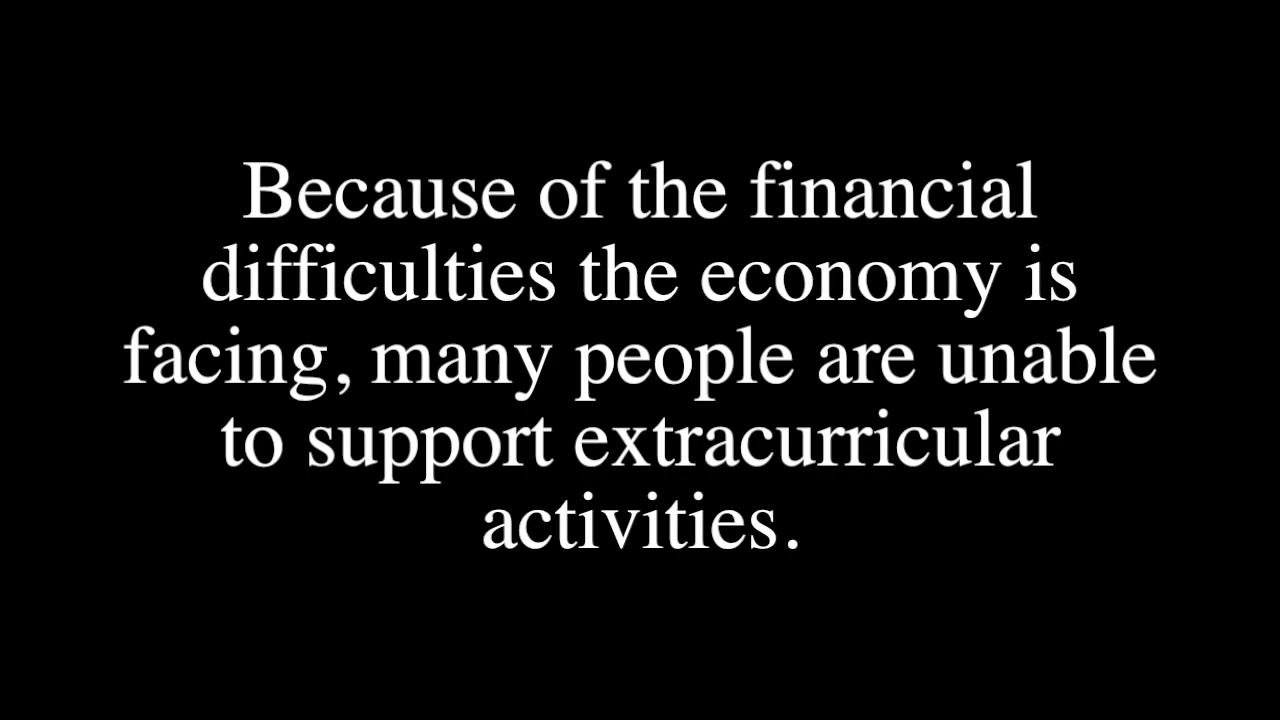 Because of the financial
difficulties the economy is
facing, many people are unable
to support extracurricular
activities.